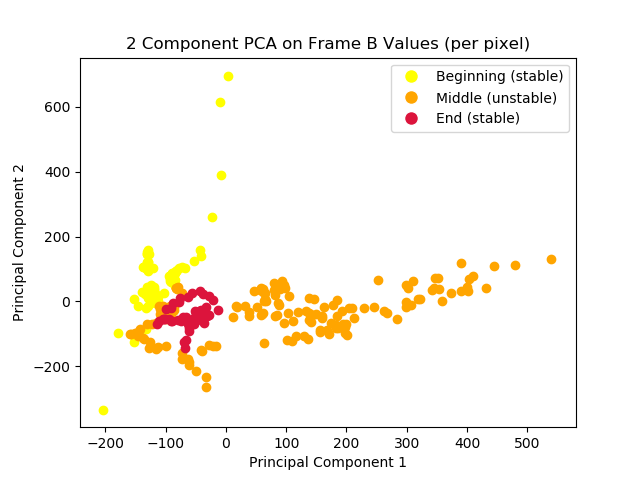 2 Component PCA on Frame B Values (per pixel)
Beginning (stable)
Middle (unstable)
End (stable)
Principal Component 2
600
400
200
0
−200
−200
−100
0
100
200
300
400
500
Principal Component 1